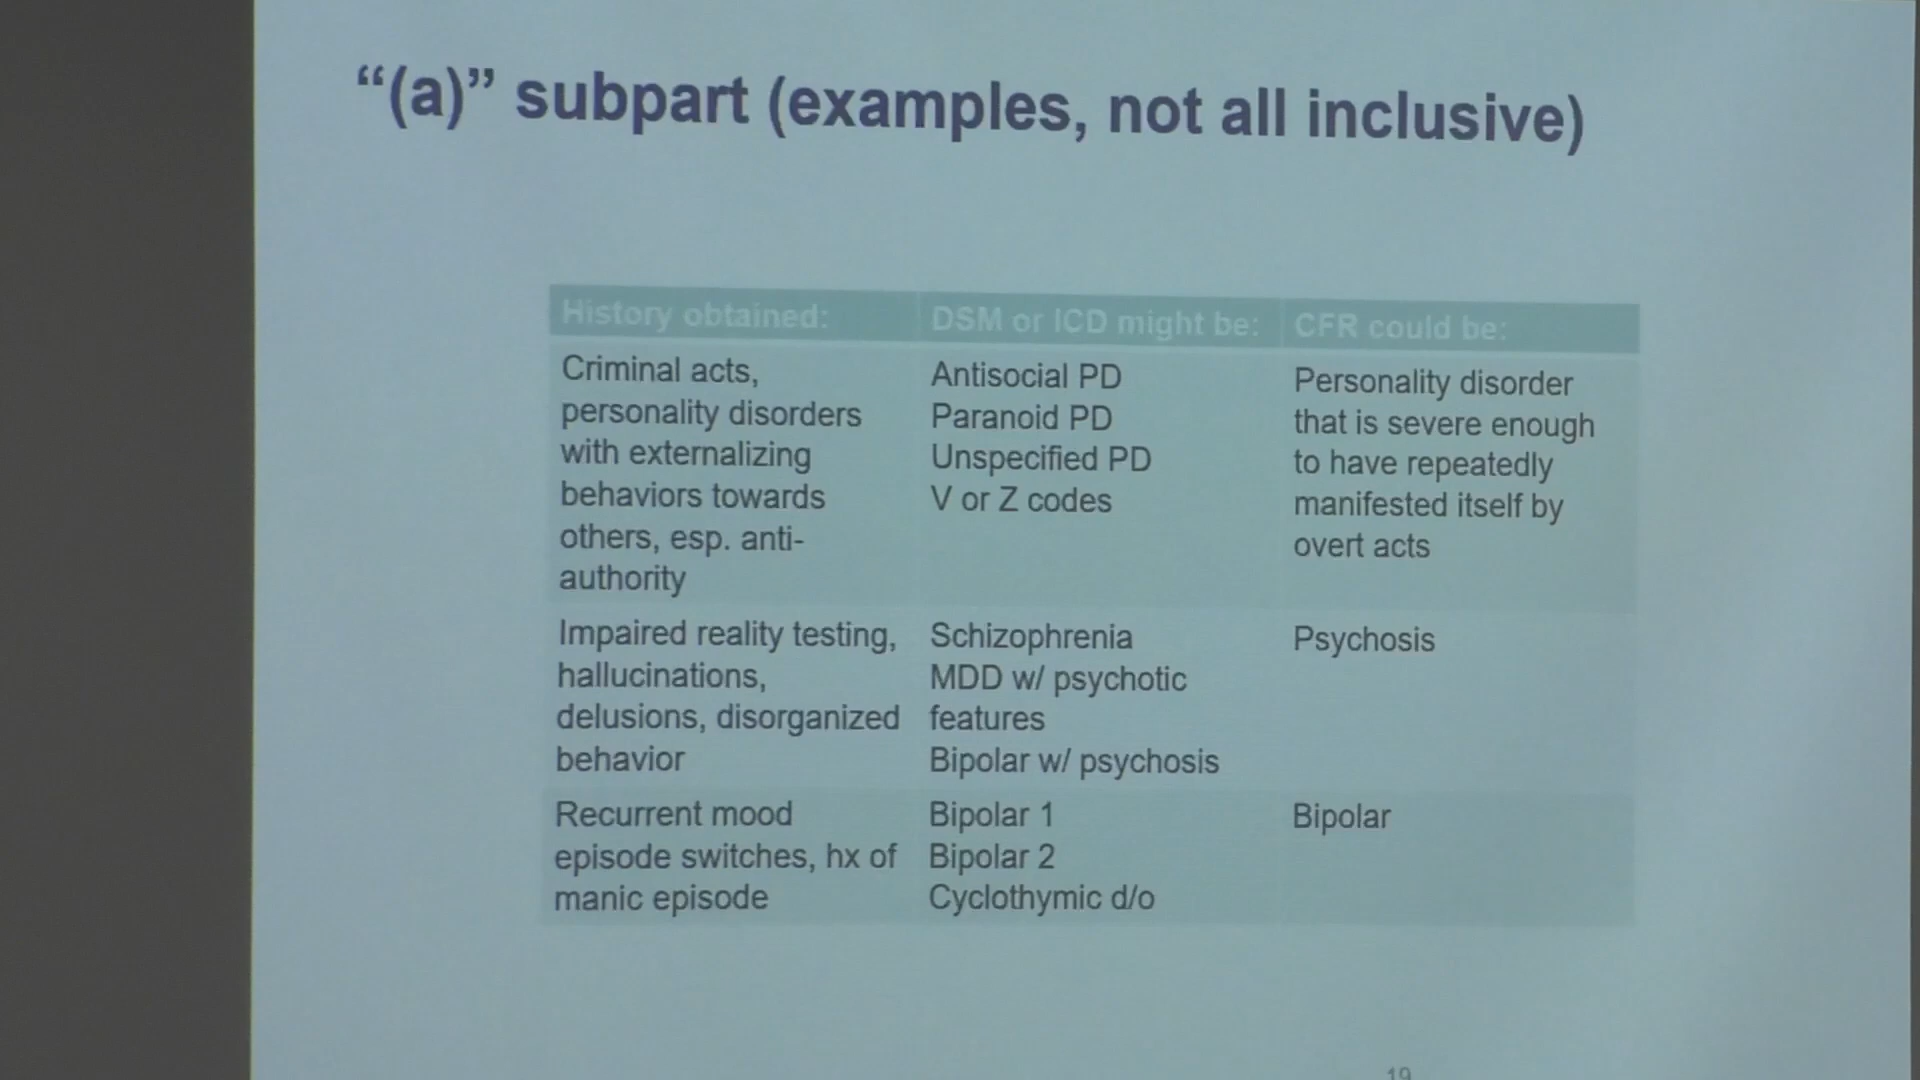 “(a)” subpart (examples, not all inclusive)
History obtained:
DSM or ICD might be:
CFR could be:
Criminal acts,
personality disorders
with externalizing
behaviors towards
others, esp. anti-
authority
Antisocial PD
Paranoid PD
Unspecified PD
V or Z codes
Personality disorder
that is severe enough
to have repeatedly
manifested itself by
overt acts
Impaired reality testing,
hallucinations,
delusions, disorganized
behavior
Schizophrenia
MDD w/ psychotic
features
Bipolar w/ psychosis
Psychosis
Recurrent mood
episode switches, hx of
manic episode
Bipolar 1
Bipolar 2
Cyclothymic d/o
Bipolar
19